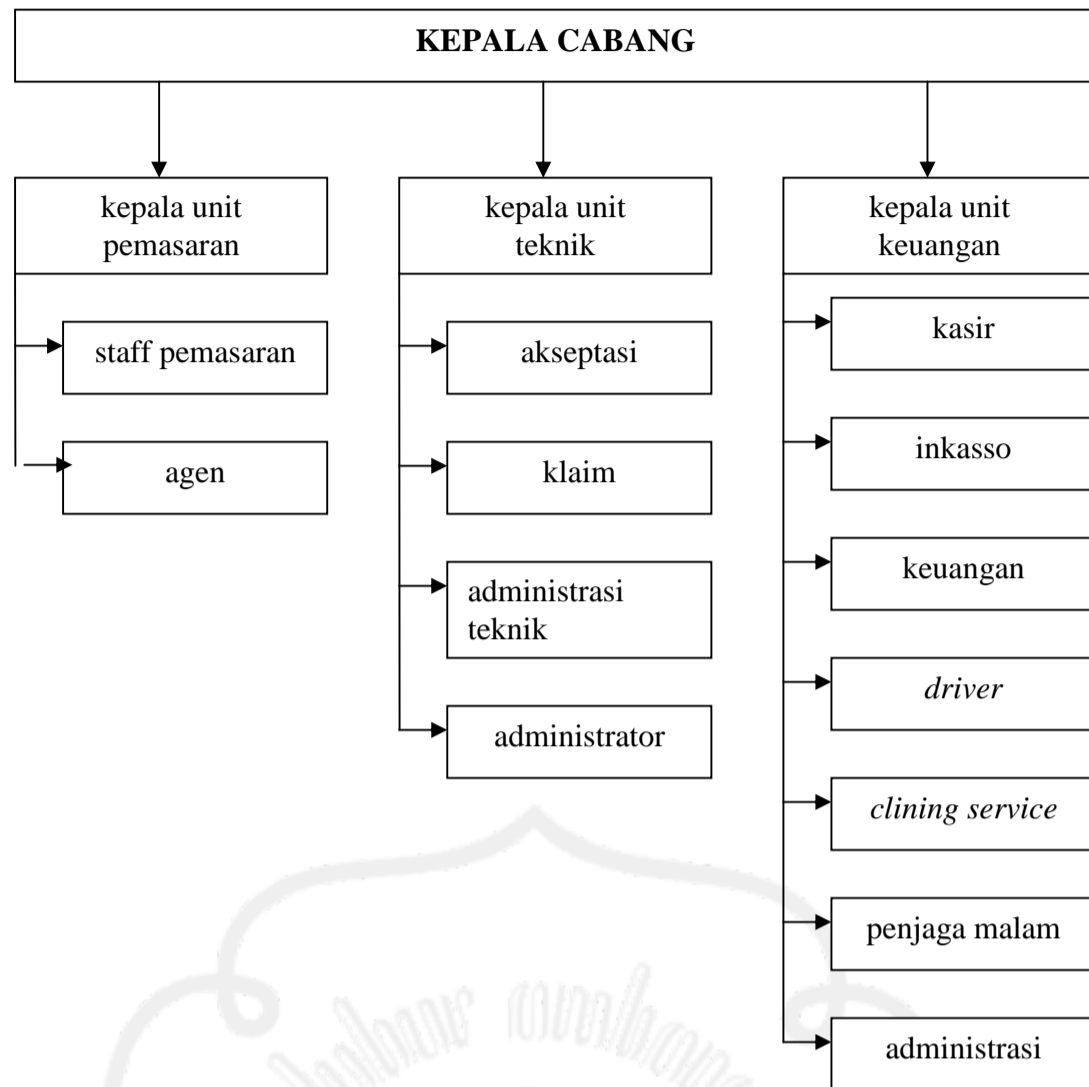 KEPALA CABANG
kepala unit
pemasaran
staff pemasaran
agen
kepala unit
teknik
akseptasi
klaim
administrasi
teknik
administrator
kepala unit
keuangan
kasir
inkasso
keuangan
driver
clining service
penjaga malam
administrasi